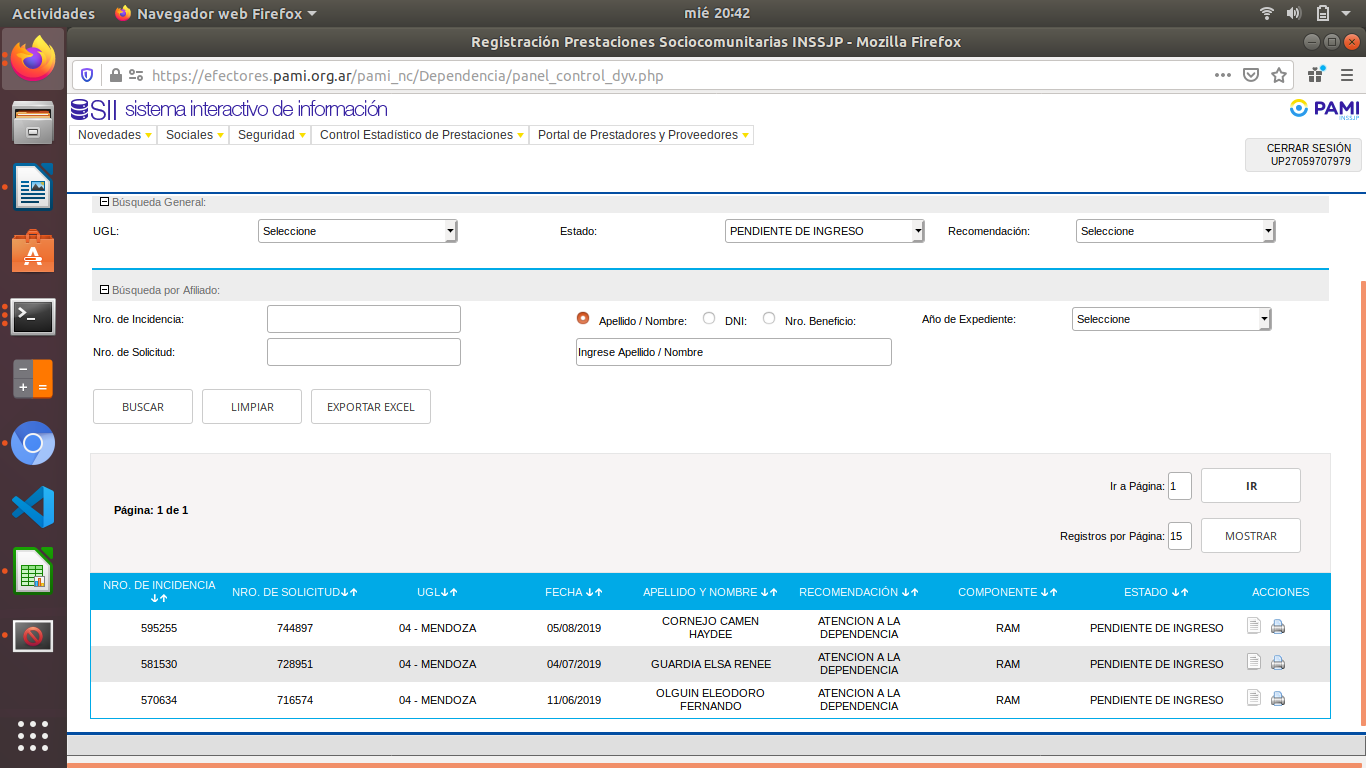 Actividades Navegador web Firefox mié 20:42
Registración Prestaciones Sociocomunitarias INSSJP - Mozilla Firefox
https://efectores.pami.org.ar/pami_nc/Dependencia/panel_control_dyv.php
SII sistema interactivo de información PAMI
INSSJP
Novedades Sociales Seguridad Control Estadístico de Prestaciones Portal de Prestadores y Proveedores
CERRAR SESIÓN
UP27059707979
Búsqueda General:
UGL: Seleccione Estado: PENDIENTE DE INGRESO Recomendación: Seleccione
Búsqueda por Afiliado:
Nro. de Incidencia: Apellido / Nombre: DNI: Nro. Beneficio: Año de Expediente: Seleccione
Nro. de Solicitud: Ingrese Apellido / Nombre
BUSCAR LIMPIAR EXPORTAR EXCEL
Ir a Página: 1 IR
Página: 1 de 1
Registros por Página: 15 MOSTRAR
NRO. DE INCIDENCIA NRO. DE SOLICITUD UGL FECHA APELLIDO Y NOMBRE RECOMENDACIÓN COMPONENTE ESTADO ACCIONES
595255 744897 04 - MENDOZA 05/08/2019 CORNEJO CAMEN HAYDEE ATENCION A LA DEPENDENCIA RAM PENDIENTE DE INGRESO
581530 728951 04 - MENDOZA 04/07/2019 GUARDIA ELSA RENEE ATENCION A LA DEPENDENCIA RAM PENDIENTE DE INGRESO
570634 716574 04 - MENDOZA 11/06/2019 OLGUIN ELEODORO FERNANDO ATENCION A LA DEPENDENCIA RAM PENDIENTE DE INGRESO